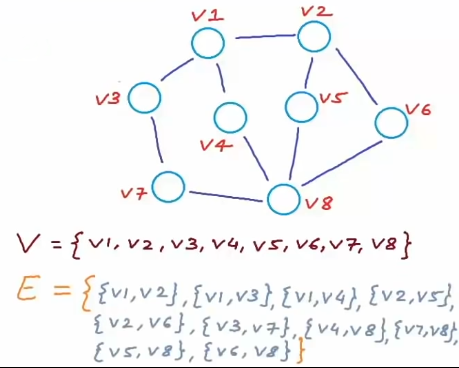 v1 v2
v3 v5 v6
v4
v7 v8
V = {v1, v2, v3, v4, v5, v6, v7, v8}
E = {{v1,v2}, {v1,v3}, {v1,v4}, {v2,v5},
{v2,v6}, {v3,v7}, {v4,v8}, {v7,v8},
{v5,v8}, {v6,v8}}